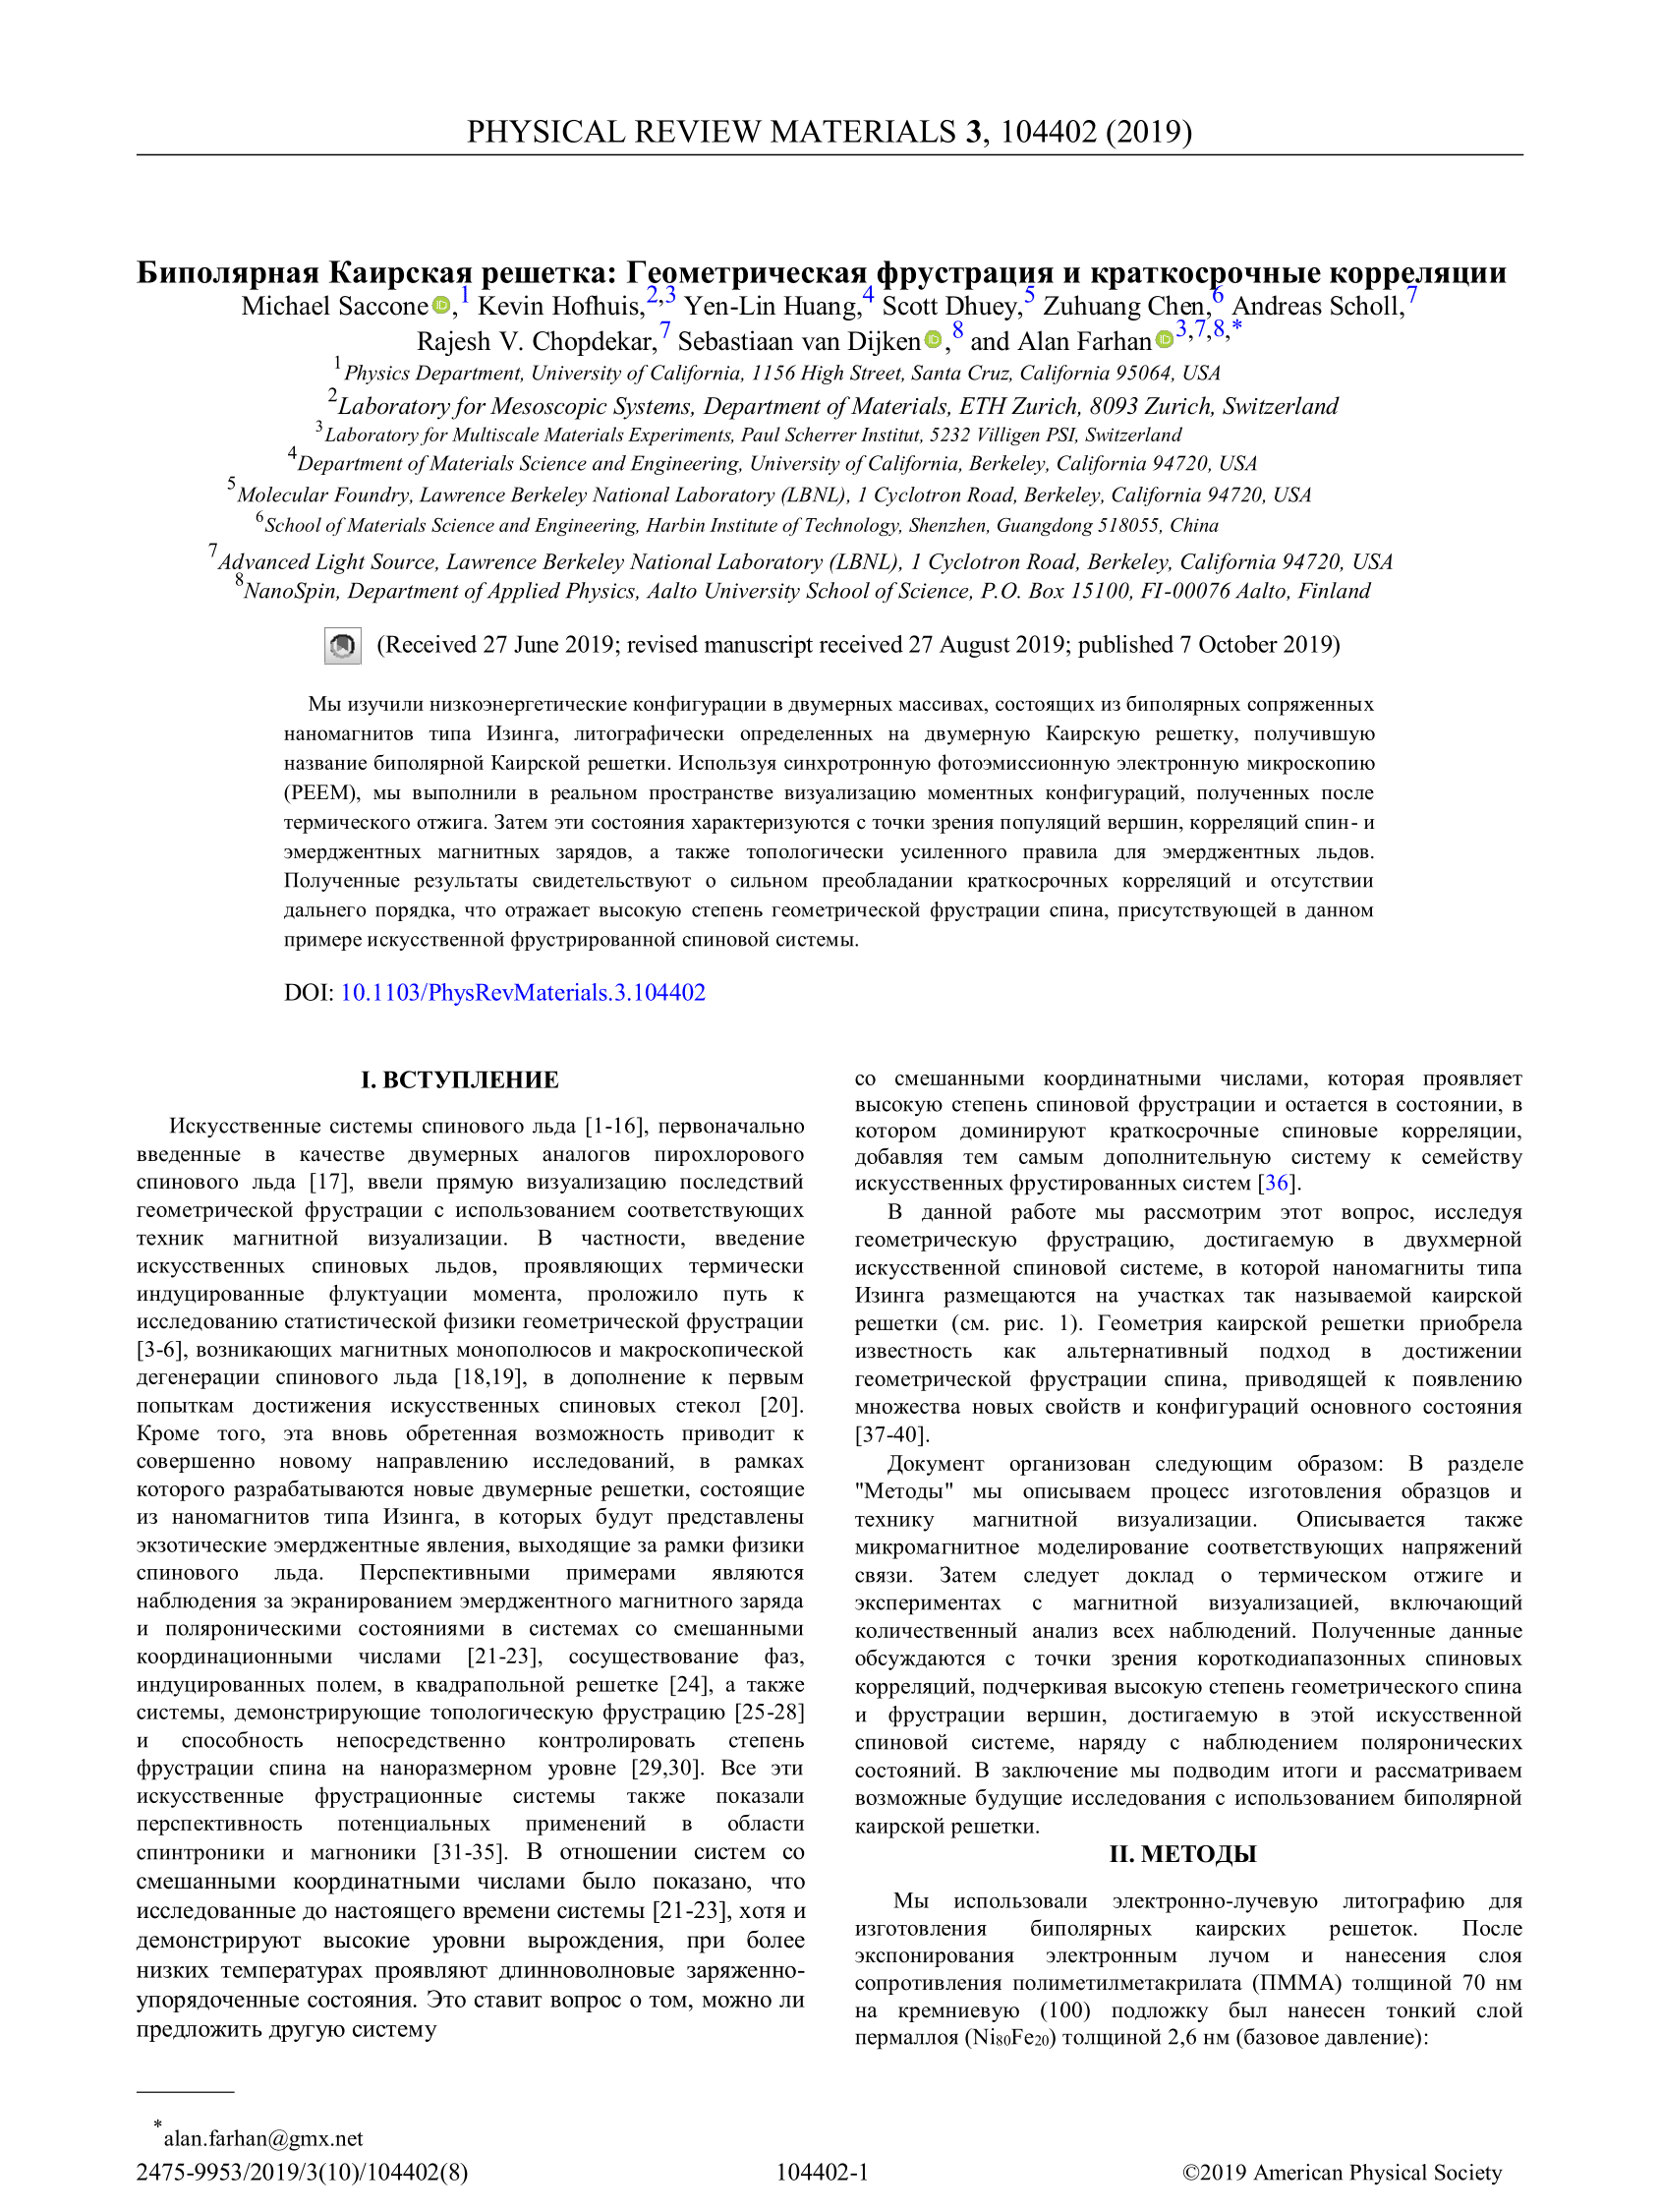 PHYSICAL REVIEW MATERIALS 3, 104402 (2019)
Биполярная Каирская решетка: Геометрическая фрустрация и краткосрочные корреляции
Michael Saccone, 1 Kevin Hofhuis, 2,3 Yen-Lin Huang, 4 Scott Dhuey, 5 Zuhuang Chen, 6 Andreas Scholl, 7
Rajesh V. Chopdekar, 7 Sebastiaan van Dijken, 8 and Alan Farhan 3,7,8,*
1 Physics Department, University of California, 1156 High Street, Santa Cruz, California 95064, USA
2 Laboratory for Mesoscopic Systems, Department of Materials, ETH Zurich, 8093 Zurich, Switzerland
3 Laboratory for Multiscale Materials Experiments, Paul Scherrer Institut, 5232 Villigen PSI, Switzerland
4 Department of Materials Science and Engineering, University of California, Berkeley, California 94720, USA
5 Molecular Foundry, Lawrence Berkeley National Laboratory (LBNL), 1 Cyclotron Road, Berkeley, California 94720, USA
6 School of Materials Science and Engineering, Harbin Institute of Technology, Shenzhen, Guangdong 518055, China
7 Advanced Light Source, Lawrence Berkeley National Laboratory (LBNL), 1 Cyclotron Road, Berkeley, California 94720, USA
8 NanoSpin, Department of Applied Physics, Aalto University School of Science, P.O. Box 15100, FI-00076 Aalto, Finland
(Received 27 June 2019; revised manuscript received 27 August 2019; published 7 October 2019)
Мы изучили низкоэнергетические конфигурации в двумерных массивах, состоящих из биполярных сопряженных
наномагнитов типа Изинга, литографически определенных на двумерную Каирскую решетку, получившую
название биполярной Каирской решетки. Используя синхротронную фотоэмиссионную электронную микроскопию
(PEEM), мы выполнили в реальном пространстве визуализацию моментных конфигураций, полученных после
термического отжига. Затем эти состояния характеризуются с точки зрения популяций вершин, корреляций спин- и
эмерджентных магнитных зарядов, а также топологически усиленного правила для эмерджентных льдов.
Полученные результаты свидетельствуют о сильном преобладании краткосрочных корреляций и отсутствии
дальнего порядка, что отражает высокую степень геометрической фрустрации спина, присутствующей в данном
примере искусственной фрустрированной спиновой системы.
DOI: 10.1103/PhysRevMaterials.3.104402
I. ВСТУПЛЕНИЕ
Искусственные системы спинового льда [1-16], первоначально
введенные в качестве двумерных аналогов пирохлорового
спинового льда [17], ввели прямую визуализацию последствий
геометрической фрустрации с использованием соответствующих
техник магнитной визуализации. В частности, введение
искусственных спиновых льдов, проявляющих термически
индуцированные флуктуации момента, проложило путь к
исследованию статистической физики геометрической фрустрации
[3-6], возникающих магнитных монополюсов и макроскопической
дегенерации спинового льда [18,19], в дополнение к первым
попыткам достижения искусственных спиновых стекол [20].
Кроме того, эта вновь обретенная возможность приводит к
совершенно новому направлению исследований, в рамках
которого разрабатываются новые двумерные решетки, состоящие
из наномагнитов типа Изинга, в которых будут представлены
экзотические эмерджентные явления, выходящие за рамки физики
спинового льда. Перспективными примерами являются
наблюдения за экранированием эмерджентного магнитного заряда
и поляроническими состояниями в системах со смешанными
координационными числами [21-23], сосуществование фаз,
индуцированных полем, в квадрапольной решетке [24], а также
системы, демонстрирующие топологическую фрустрацию [25-28]
и способность непосредственно контролировать степень
фрустрации спина на наноразмерном уровне [29,30]. Все эти
искусственные фрустрационные системы также показали
перспективность потенциальных применений в области
спинтроники и магноники [31-35]. В отношении систем со
смешанными координатными числами было показано, что
исследованные до настоящего времени системы [21-23], хотя и
демонстрируют высокие уровни вырождения, при более
низких температурах проявляют длинноволновые заряженно-
упорядоченные состояния. Это ставит вопрос о том, можно ли
предложить другую систему
со смешанными координатными числами, которая проявляет
высокую степень спиновой фрустрации и остается в состоянии, в
котором доминируют краткосрочные спиновые корреляции,
добавляя тем самым дополнительную систему к семейству
искусственных фрустированных систем [36].
В данной работе мы рассмотрим этот вопрос, исследуя
геометрическую фрустрацию, достигаемую в двухмерной
искусственной спиновой системе, в которой наномагниты типа
Изинга размещаются на участках так называемой каирской
решетки (см. рис. 1). Геометрия каирской решетки приобрела
известность как альтернативный подход в достижении
геометрической фрустрации спина, приводящей к появлению
множества новых свойств и конфигураций основного состояния
[37-40].
Документ организован следующим образом: В разделе
"Методы" мы описываем процесс изготовления образцов и
технику магнитной визуализации. Описывается также
микромагнитное моделирование соответствующих напряжений
связи. Затем следует доклад о термическом отжиге и
экспериментах с магнитной визуализацией, включающий
количественный анализ всех наблюдений. Полученные данные
обсуждаются с точки зрения короткодиапазонных спиновых
корреляций, подчеркивая высокую степень геометрического спина
и фрустрации вершин, достигаемую в этой искусственной
спиновой системе, наряду с наблюдением поляронических
состояний. В заключение мы подводим итоги и рассматриваем
возможные будущие исследования с использованием биполярной
каирской решетки.
II. МЕТОДЫ
Мы использовали электронно-лучевую литографию для
изготовления биполярных каирских решеток. После
экспонирования электронным лучом и нанесения слоя
сопротивления полиметилметакрилата (ПММА) толщиной 70 нм
на кремниевую (100) подложку был нанесен тонкий слой
пермаллоя (Ni80Fe20) толщиной 2,6 нм (базовое давление):
* alan.farhan@gmx.net
2475-9953/2019/3(10)/104402(8)
104402-1
©2019 American Physical Society